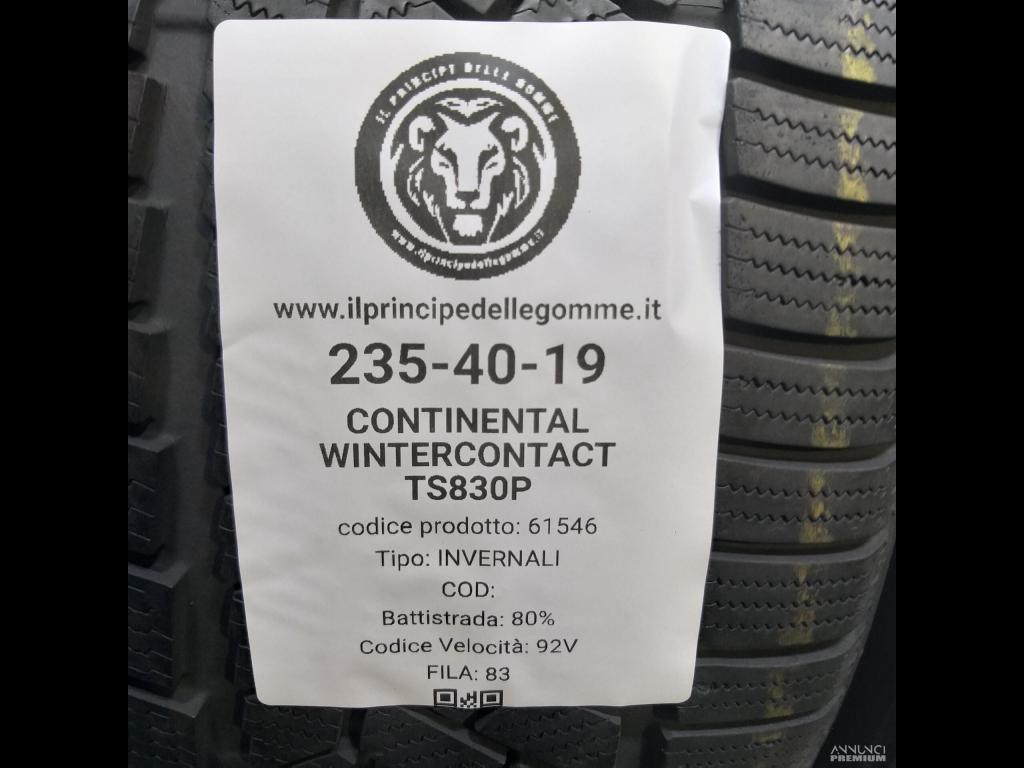 IL PRINCIPE DELLE GOMME
www.ilprincipedellegomme.it
www.ilprincipedellegomme.it
235-40-19
CONTINENTAL
WINTERCONTACT
TS830P
codice prodotto: 61546
Tipo: INVERNALI
COD:
Battistrada: 80%
Codice Velocità: 92V
FILA: 83
ANNUNCI
PREMIUM